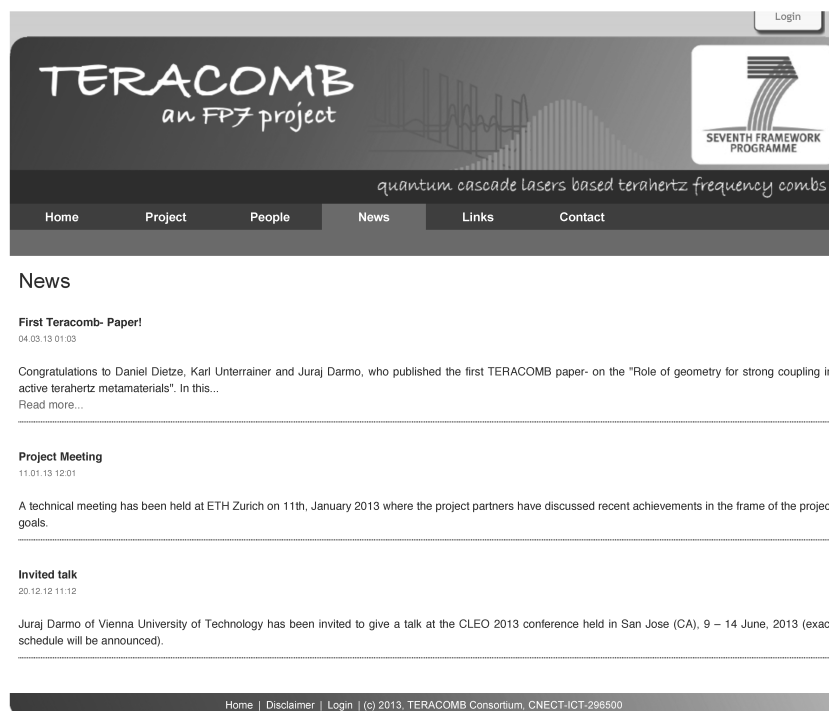 Login
TERACOMB
an FP7 project
SEVENTH FRAMEWORK
PROGRAMME
quantum cascade lasers based terahertz frequency combs
Home Project People News Links Contact
News
First Teracomb- Paper!
04.03.13 01:03
Congratulations to Daniel Dietze, Karl Unterrainer and Juraj Darmo, who published the first TERACOMB paper- on the "Role of geometry for strong coupling in
active terahertz metamaterials". In this...
Read more...
Project Meeting
11.01.13 12:01
A technical meeting has been held at ETH Zurich on 11th, January 2013 where the project partners have discussed recent achievements in the frame of the projec
goals.
Invited talk
20.12.12 11:12
Juraj Darmo of Vienna University of Technology has been invited to give a talk at the CLEO 2013 conference held in San Jose (CA), 9 – 14 June, 2013 (exac
schedule will be announced).
Home | Disclaimer | Login | (c) 2013, TERACOMB Consortium, CNECT-ICT-296500